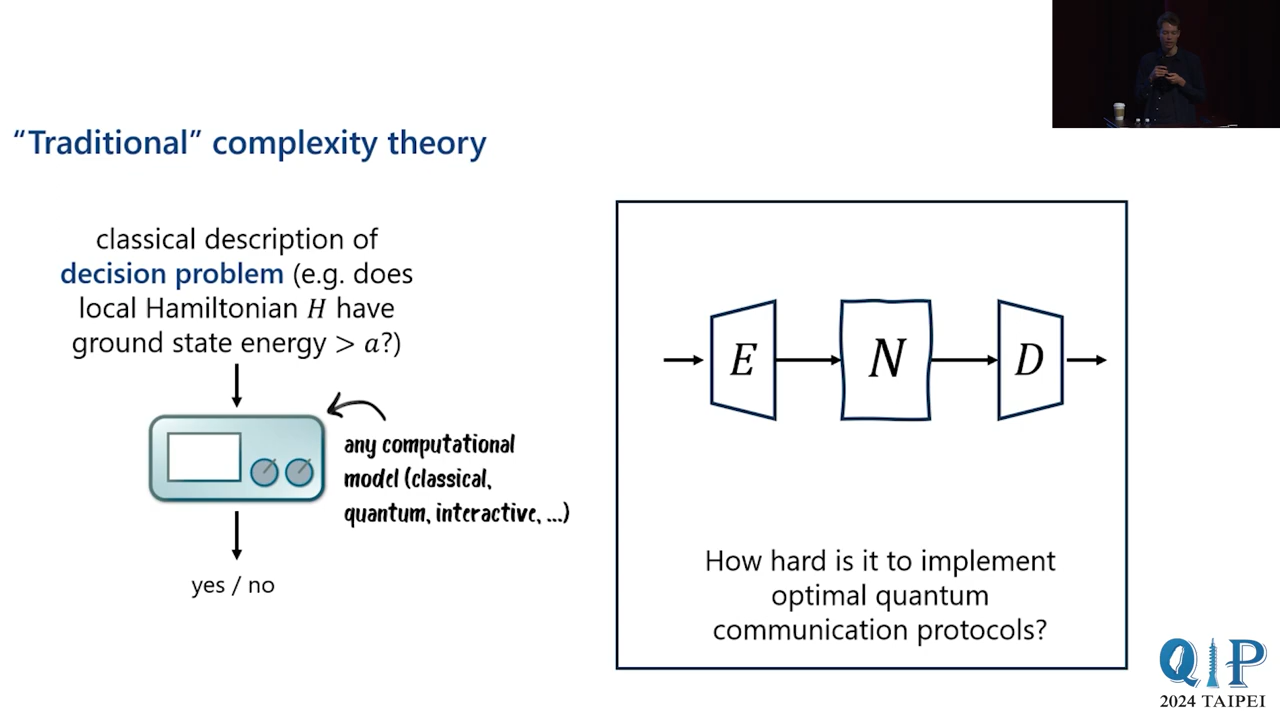 “Traditional” complexity theory
classical description of
decision problem (e.g. does
local Hamiltonian H have
ground state energy > a?)
any computational
model (classical,
quantum, interactive, ...)
yes / no
E
N
D
How hard is it to implement
optimal quantum
communication protocols?
QIP
2024 TAIPEI